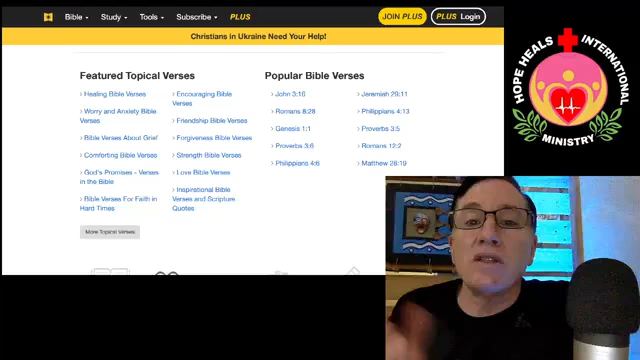 Bible Study Tools Subscribe PLUS JOIN PLUS PLUS Login
Christians in Ukraine Need Your Help!
Featured Topical Verses
Healing Bible Verses
Worry and Anxiety Bible
Verses
Bible Verses About Grief
Comforting Bible Verses
God's Promises - Verses
in the Bible
Bible Verses For Faith in
Hard Times
Encouraging Bible
Verses
Friendship Bible Verses
Forgiveness Bible Verses
Strength Bible Verses
Love Bible Verses
Inspirational Bible
Verses and Scripture
Quotes
More Topical Verses
Popular Bible Verses
John 3:16
Romans 8:28
Genesis 1:1
Proverbs 3:6
Philippians 4:6
Jeremiah 29:11
Philippians 4:13
Proverbs 3:5
Romans 12:2
Matthew 28:19
HOPE HEALS INTERNATIONAL
MINISTRY